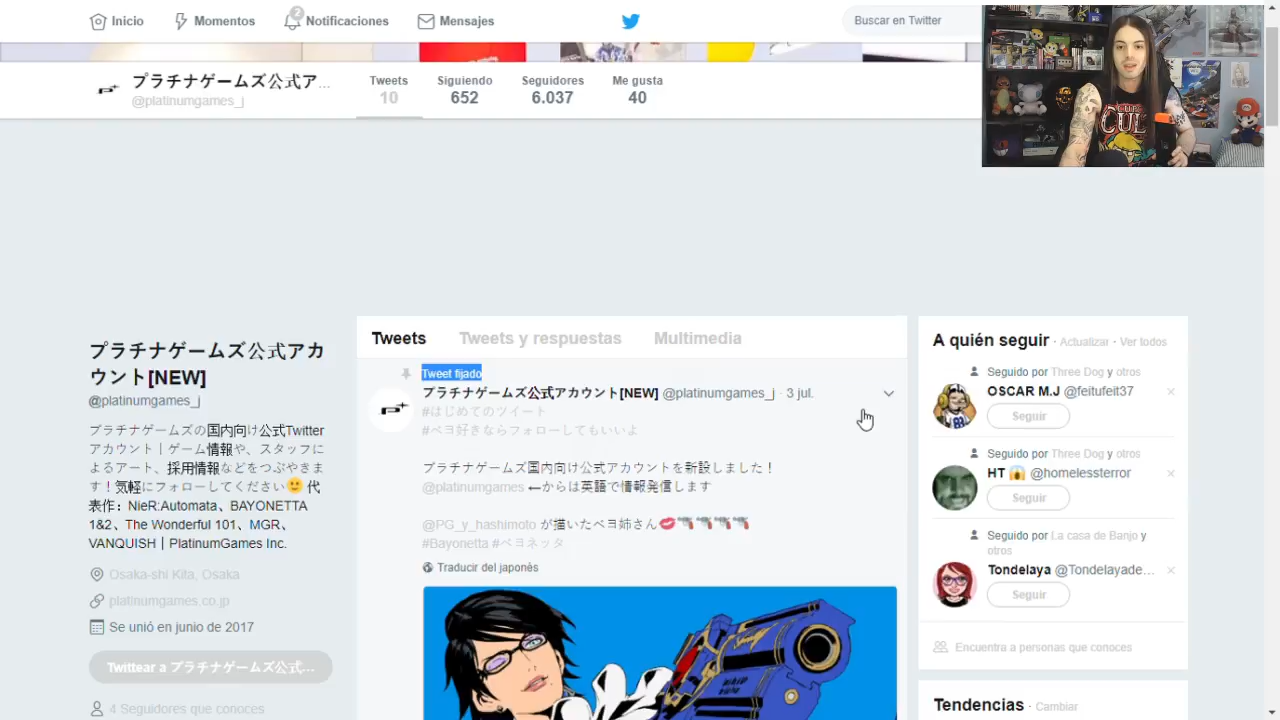 Inicio
Momentos
2
Notificaciones
Mensajes
Buscar en Twitter
プラチナゲームズ公式ア...
@platinumgames_j
Tweets
10
Siguiendo
652
Seguidores
6.037
Me gusta
40
プラチナゲームズ公式アカ
ウント[NEW]
@platinumgames_j
プラチナゲームズの国内向け公式Twitter
アカウント｜ゲーム情報や、スタッフに
よるアート、採用情報などをつぶやきま
す！気軽にフォローしてください🙂 代
表作：NieR:Automata、BAYONETTA
1&2、The Wonderful 101、MGR、
VANQUISH｜PlatinumGames Inc.
Osaka-shi Kita, Osaka
platinumgames.co.jp
Se unió en junio de 2017
Twittear a プラチナゲームズ公式...
4 Seguidores que conoces
Tweets
Tweets y respuestas
Multimedia
Tweet fijado
プラチナゲームズ公式アカウント[NEW] @platinumgames_j · 3 jul.
#はじめてのツイート
#ベヨ好きならフォローしてもいいよ
プラチナゲームズ国内向け公式アカウントを新設しました！
@platinumgames ←からは英語で情報発信します
@PG_y_hashimoto が描いたベヨ姉さん💋🔫🔫🔫🔫
#Bayonetta #ベヨネッタ
Traducir del japonés
A quién seguir · Actualizar · Ver todos
Seguido por Three Dog y otros
OSCAR M.J @feitufeit37
Seguir
Seguido por Three Dog y otros
HT 😱 @homelessterror
Seguir
Seguido por La casa de Banjo y
otros
Tondelaya @Tondelayade...
Seguir
Encuentra a personas que conoces
Tendencias · Cambiar